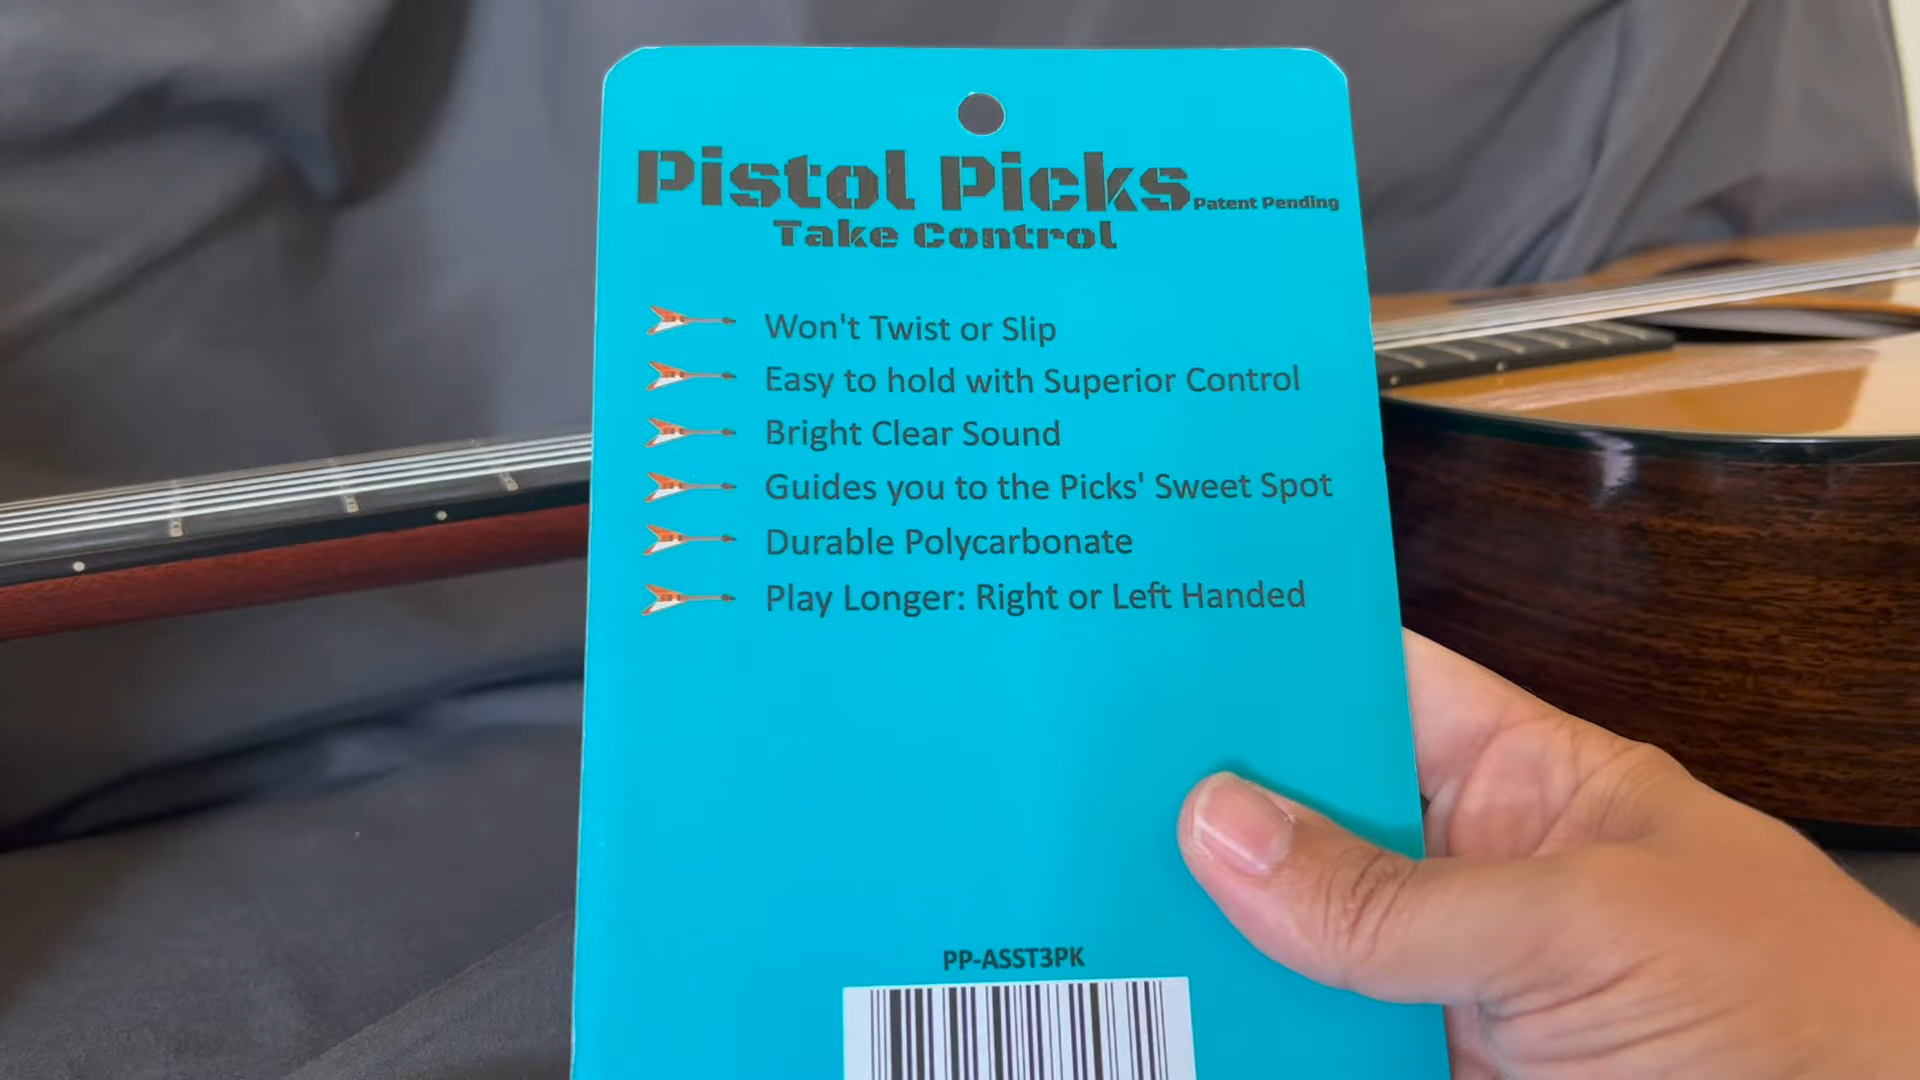 Pistol Picks Patent Pending
Take Control
Won't Twist or Slip
Easy to hold with Superior Control
Bright Clear Sound
Guides you to the Picks' Sweet Spot
Durable Polycarbonate
Play Longer: Right or Left Handed
PP-ASST3PK